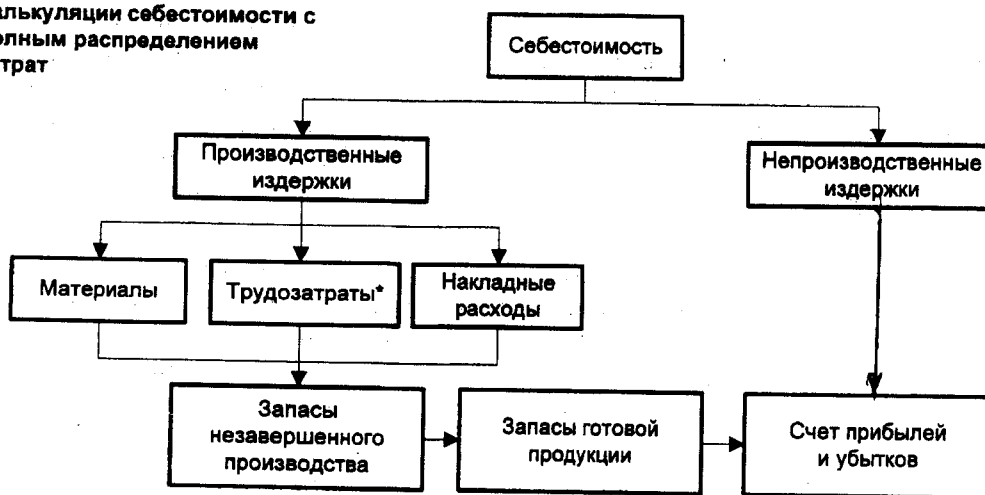 алькуляции себестоимости с
олным распределением
трат
Себестоимость
Производственные
издержки
Непроизводственные
издержки
Материалы
Трудозатраты*
Накладные
расходы
Запасы
незавершенного
производства
Запасы готовой
продукции
Счет прибылей
и убытков